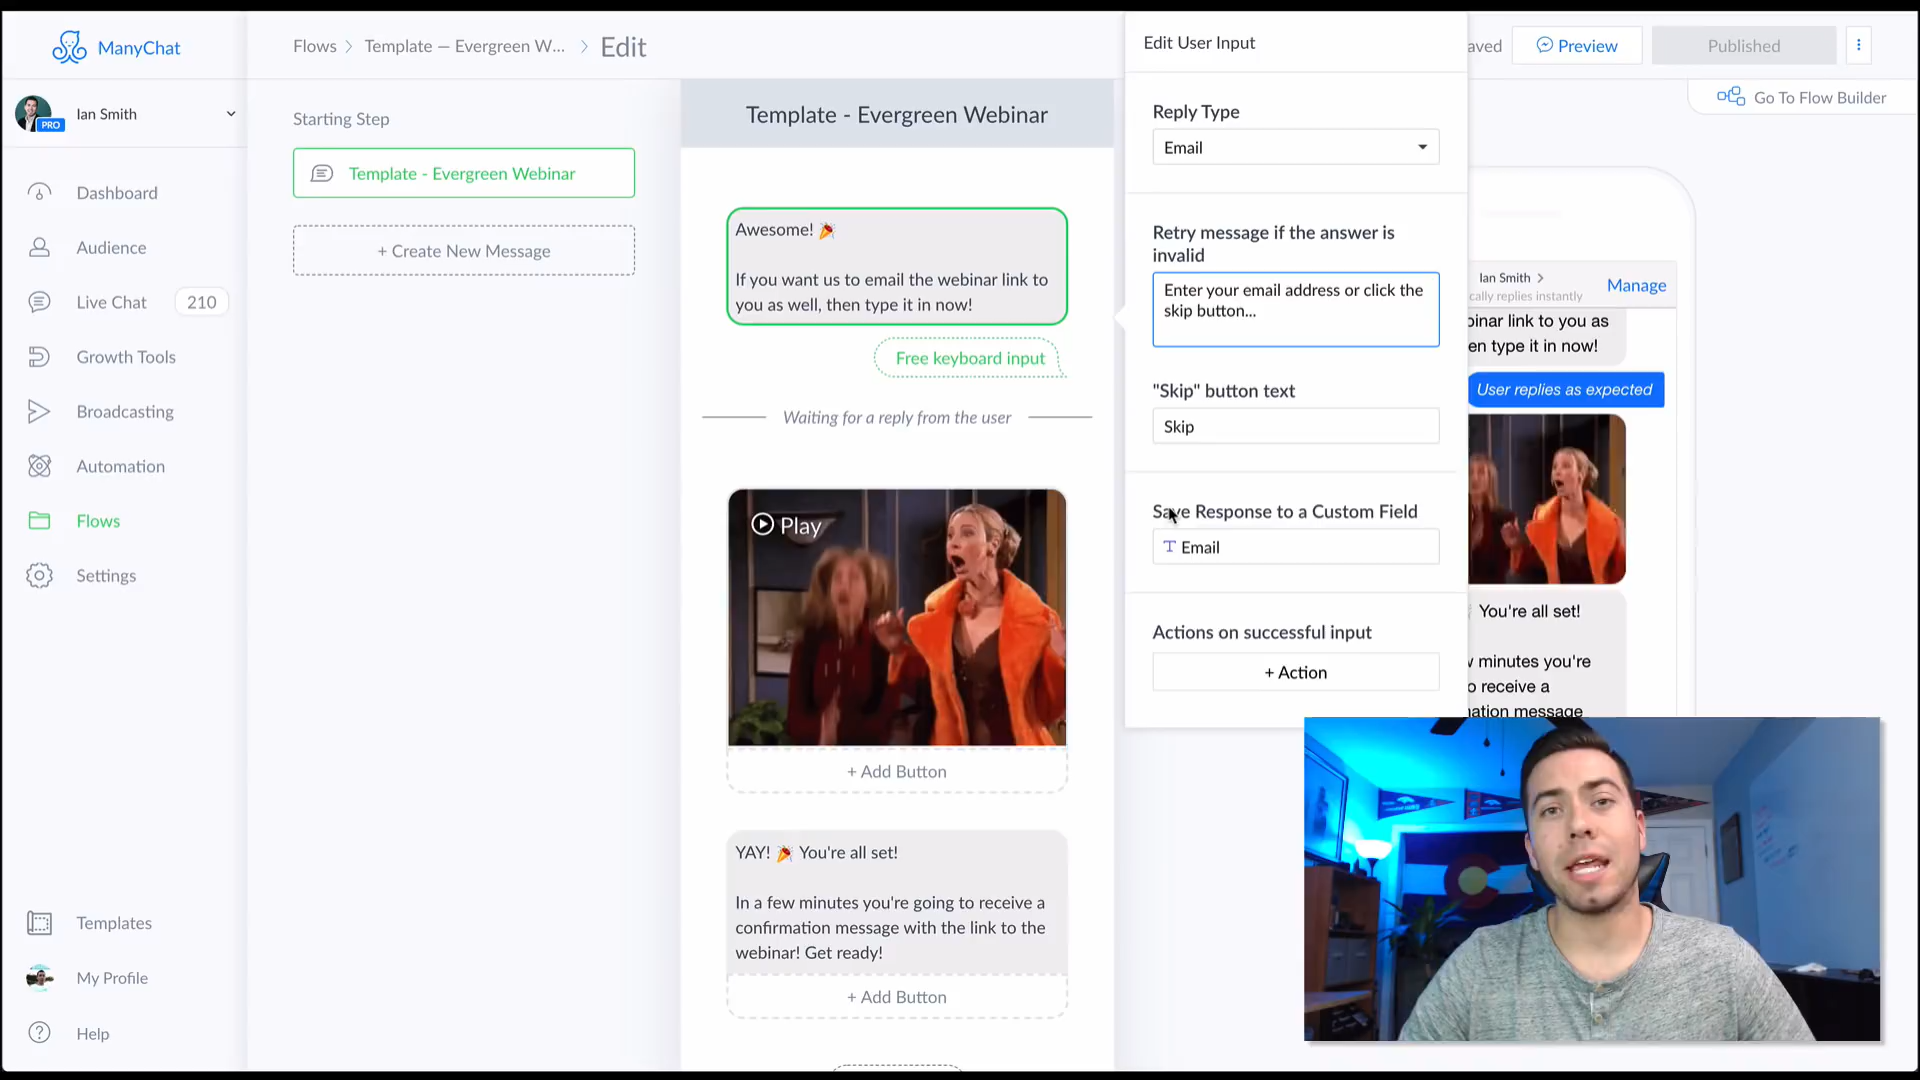 ManyChat
Flows
Template — Evergreen W...
Edit
Edit User Input
aved
Preview
Published
Go To Flow Builder
PRO
Ian Smith
Dashboard
Audience
Live Chat
210
Growth Tools
Broadcasting
Automation
Flows
Settings
Templates
My Profile
Help
Starting Step
Template - Evergreen Webinar
+ Create New Message
Template - Evergreen Webinar
Awesome! 🎉
If you want us to email the webinar link to
you as well, then type it in now!
Free keyboard input
Waiting for a reply from the user
Play
+ Add Button
YAY! 🎉 You're all set!
In a few minutes you're going to receive a
confirmation message with the link to the
webinar! Get ready!
+ Add Button
Reply Type
Email
Retry message if the answer is
invalid
Enter your email address or click the
skip button...
"Skip" button text
Skip
Save Response to a Custom Field
T Email
Actions on successful input
+ Action
Ian Smith
cally replies instantly
Manage
binar link to you as
en type it in now!
User replies as expected
You're all set!
w minutes you're
o receive a
nation message